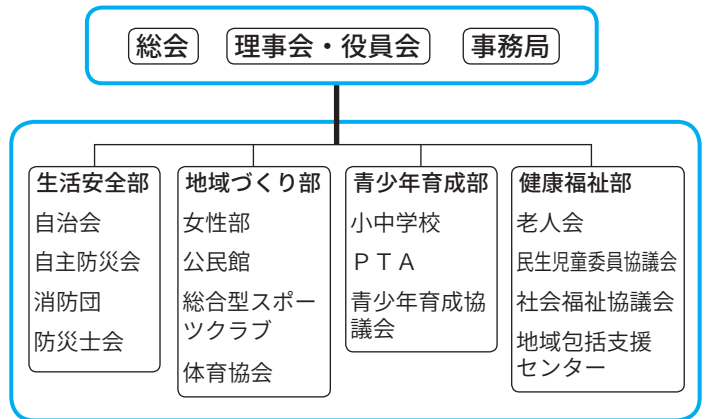 総会 理事会・役員会 事務局
生活安全部
自治会
自主防災会
消防団
防災士会
地域づくり部
女性部
公民館
総合型スポー
ツクラブ
体育協会
青少年育成部
小中学校
ＰＴＡ
青少年育成協
議会
健康福祉部
老人会
民生児童委員協議会
社会福祉協議会
地域包括支援
センター